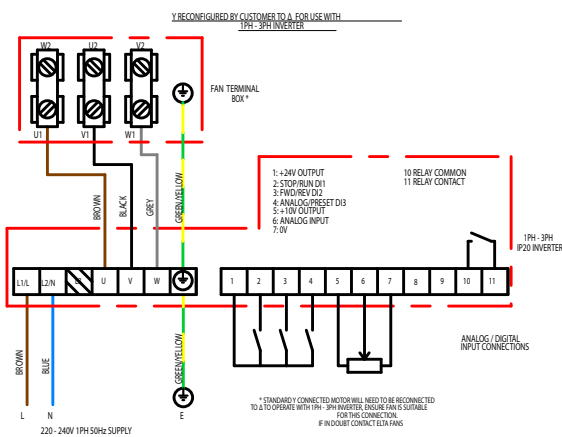 Y RECONFIGURED BY CUSTOMER TO Δ FOR USE WITH
1PH - 3PH INVERTER
W2 U2 V2
U1 V1 W1
FAN TERMINAL
BOX *
BROWN
BLACK
GREY
GREEN/YELLOW
1: +24V OUTPUT
2: STOP/RUN DI1
3: FWD/REV DI2
4: ANALOG/PRESET DI3
5: +10V OUTPUT
6: ANALOG INPUT
7: 0V
10 RELAY COMMON
11 RELAY CONTACT
1PH - 3PH
IP20 INVERTER
L1/L L2/N L3 U V W
1 2 3 4 5 6 7 8 9 10 11
BROWN
BLUE
GREEN/YELLOW
L N E
220 - 240V 1PH 50Hz SUPPLY
ANALOG / DIGITAL
INPUT CONNECTIONS
* STANDARD Y CONNECTED MOTOR WILL NEED TO BE RECONNECTED
TO Δ TO OPERATE WITH 1PH - 3PH INVERTER, ENSURE FAN IS SUITABLE
FOR THIS CONNECTION.
IF IN DOUBT CONTACT ELTA FANS